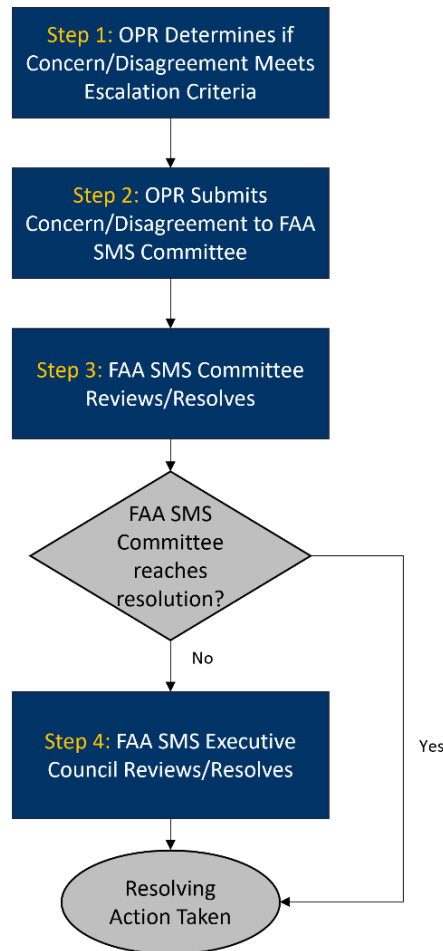 Step 1: OPR Determines if
Concern/Disagreement Meets
Escalation Criteria
Step 2: OPR Submits
Concern/Disagreement to FAA
SMS Committee
Step 3: FAA SMS Committee
Reviews/Resolves
FAA SMS
Committee
reaches
resolution?
No
Yes
Step 4: FAA SMS Executive
Council Reviews/Resolves
Resolving
Action Taken